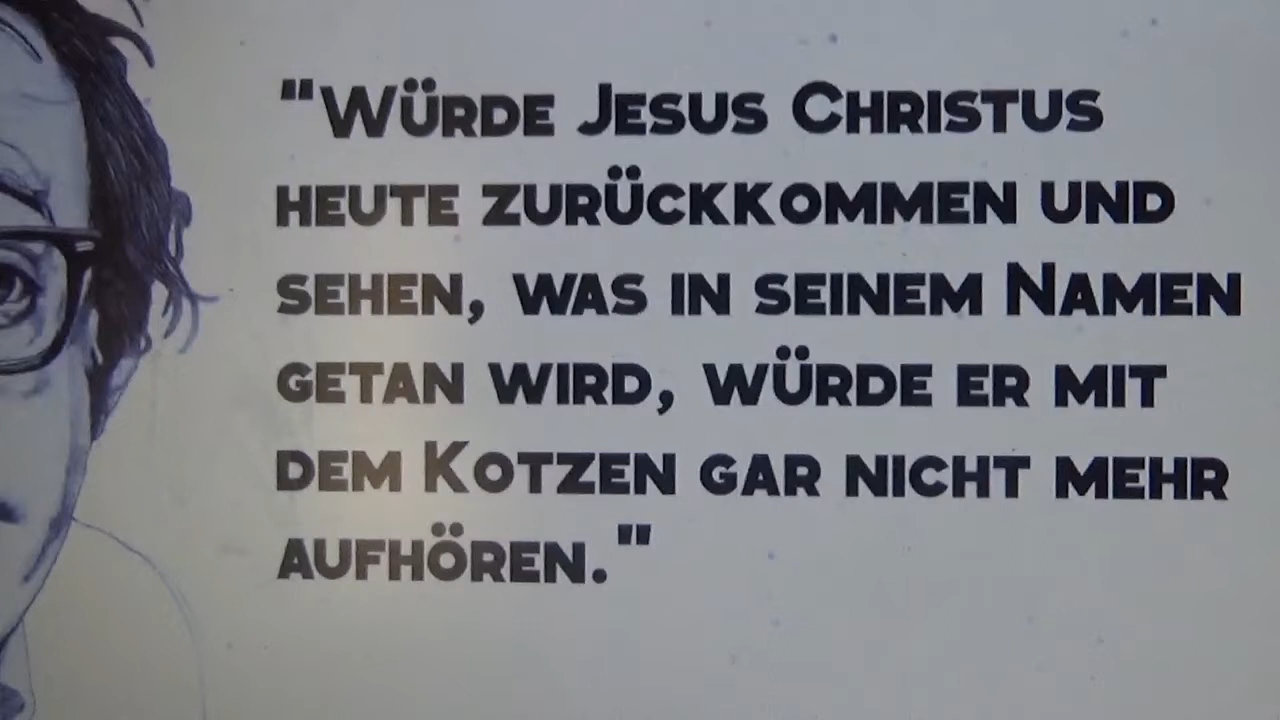 "WÜRDE JESUS CHRISTUS
HEUTE ZURÜCKKOMMEN UND
SEHEN, WAS IN SEINEM NAMEN
GETAN WIRD, WÜRDE ER MIT
DEM KOTZEN GAR NICHT MEHR
AUFHÖREN."